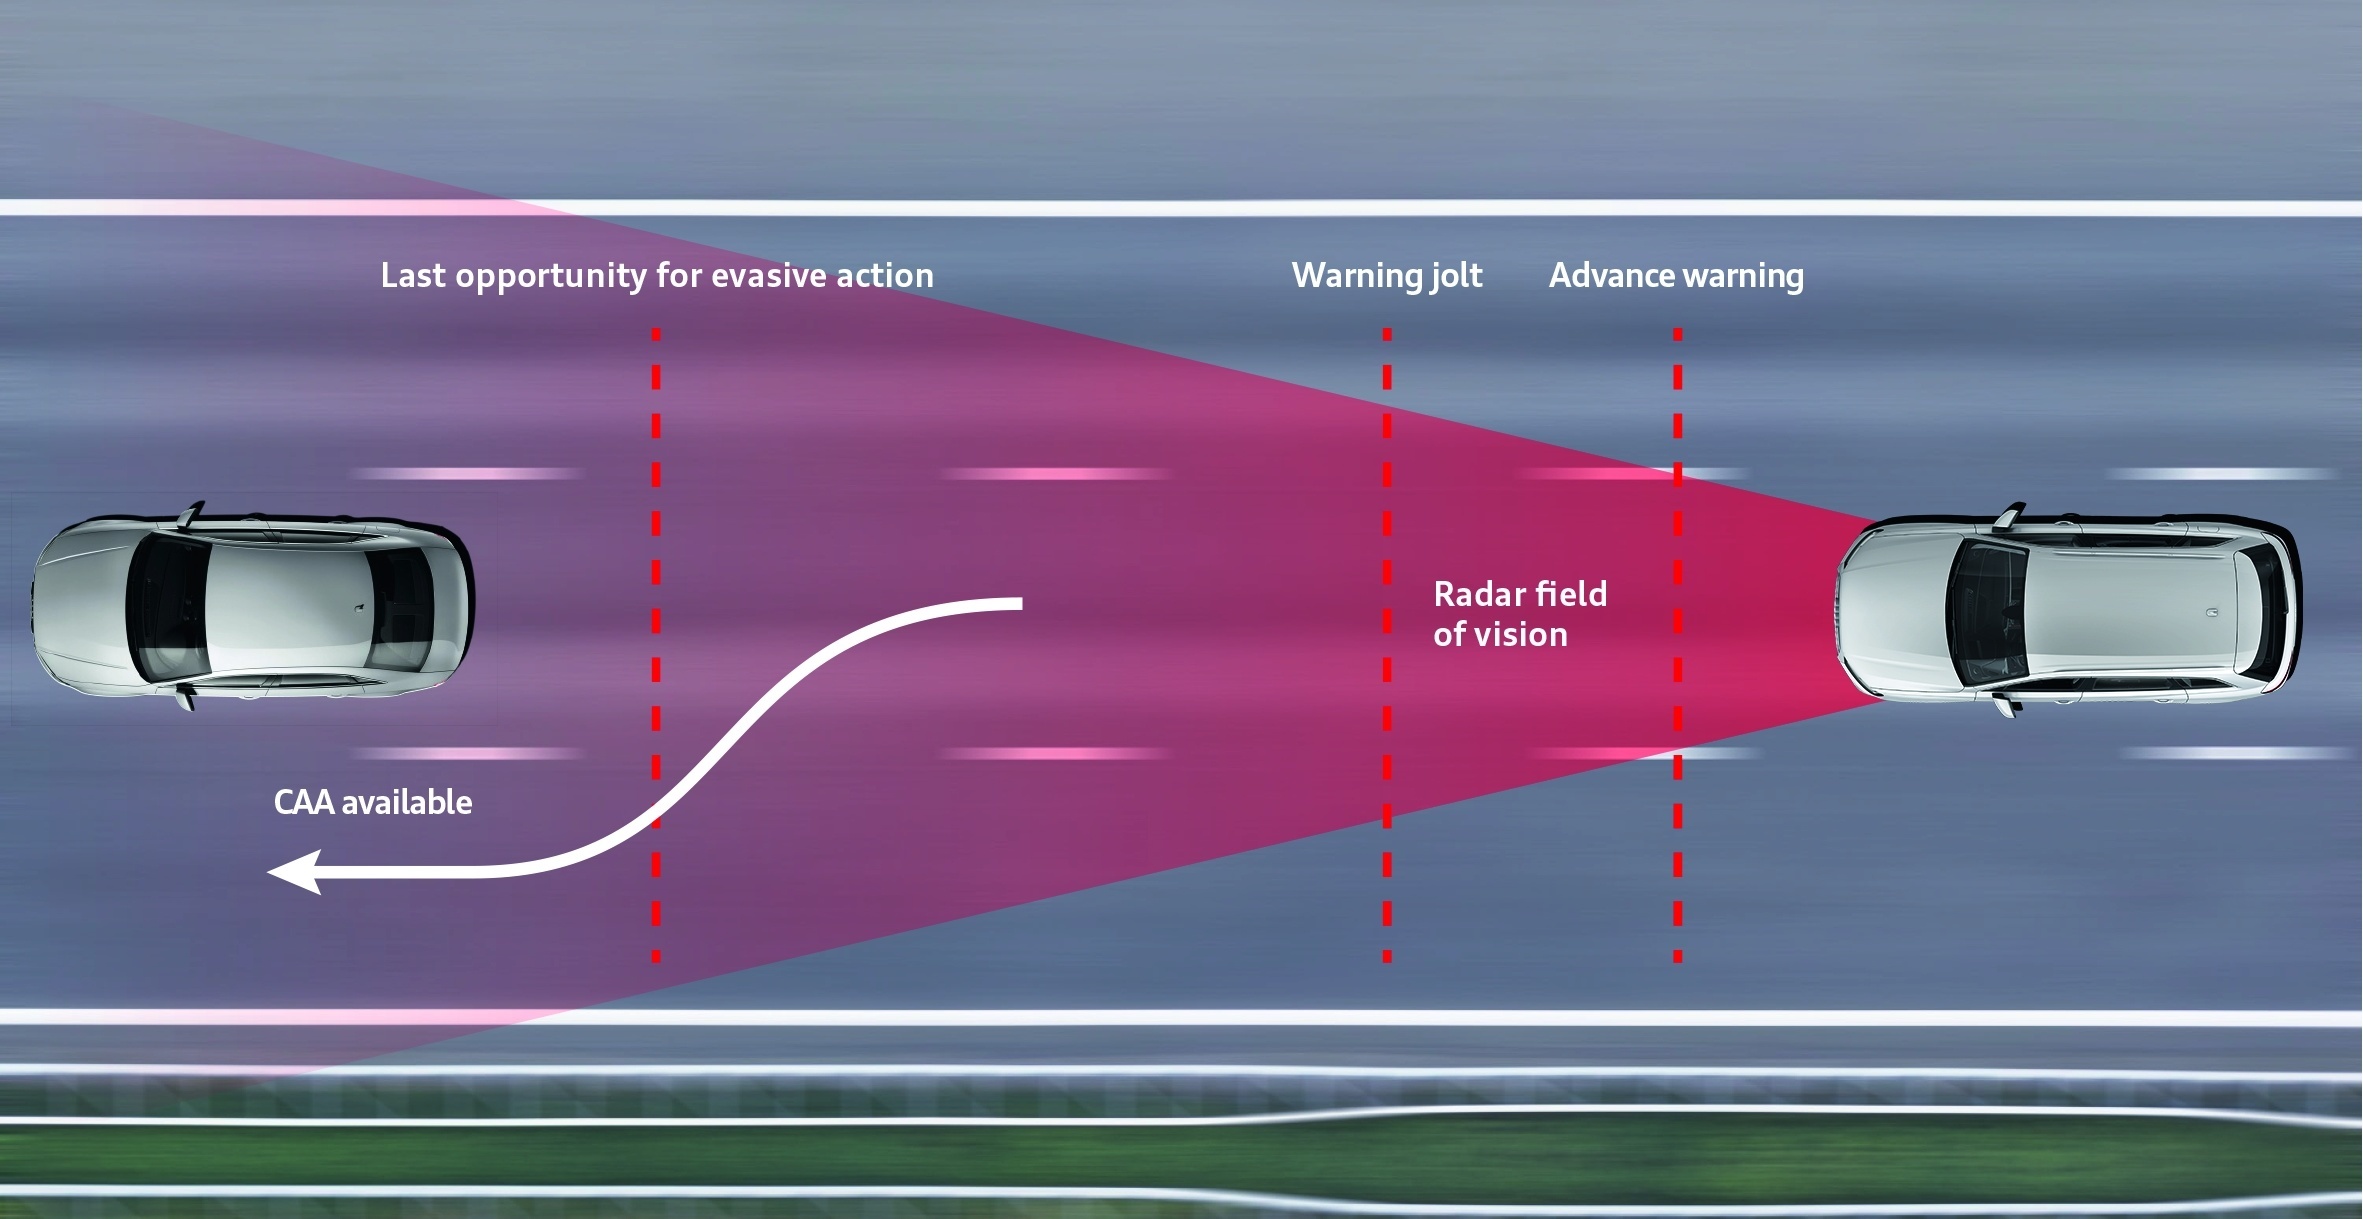 Last opportunity for evasive action
Warning jolt
Advance warning
Radar field
of vision
CAA available